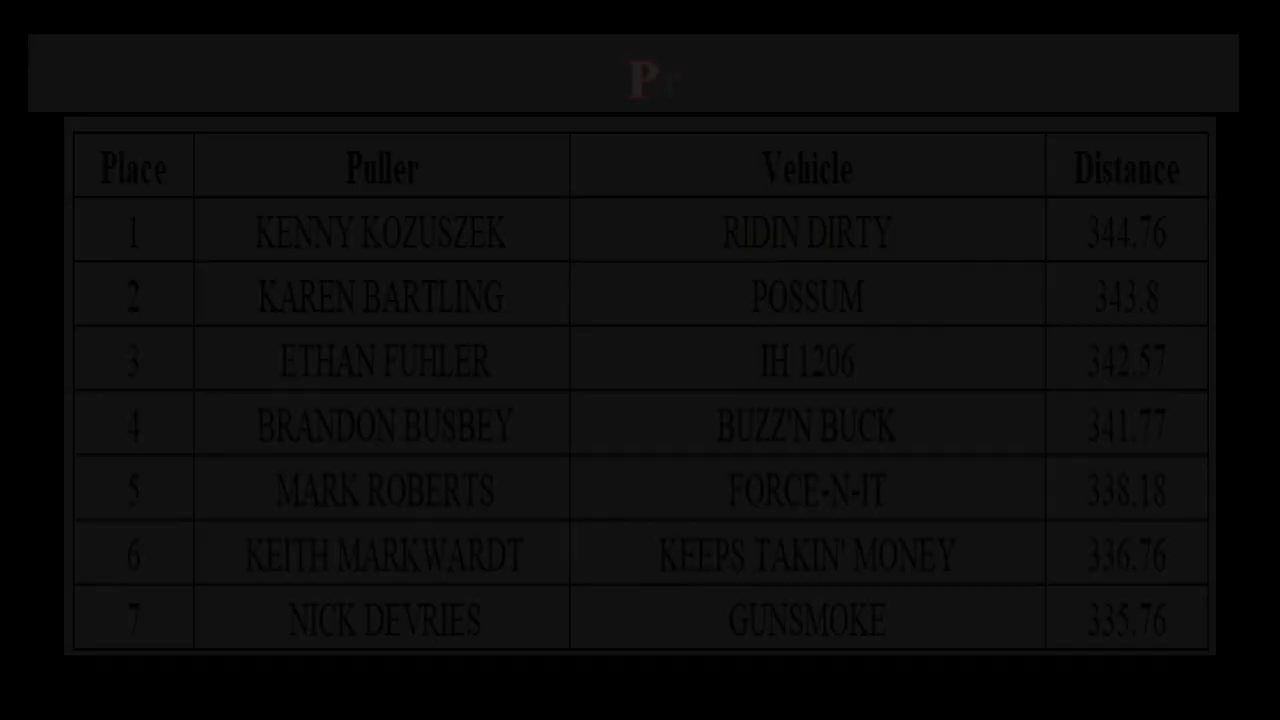 P
Place Puller Vehicle Distance
1 KENNY KOZUSZEK RIDIN DIRTY 344.76
2 KAREN BARTLING POSSUM 343.8
3 ETHAN FUHLER IH 1206 342.57
4 BRANDON BUSBEY BUZZ'N BUCK 341.77
5 MARK ROBERTS FORCE-N-IT 338.18
6 KEITH MARKWARDT KEEPS TAKIN' MONEY 336.76
7 NICK DEVRIES GUNSMOKE 335.76